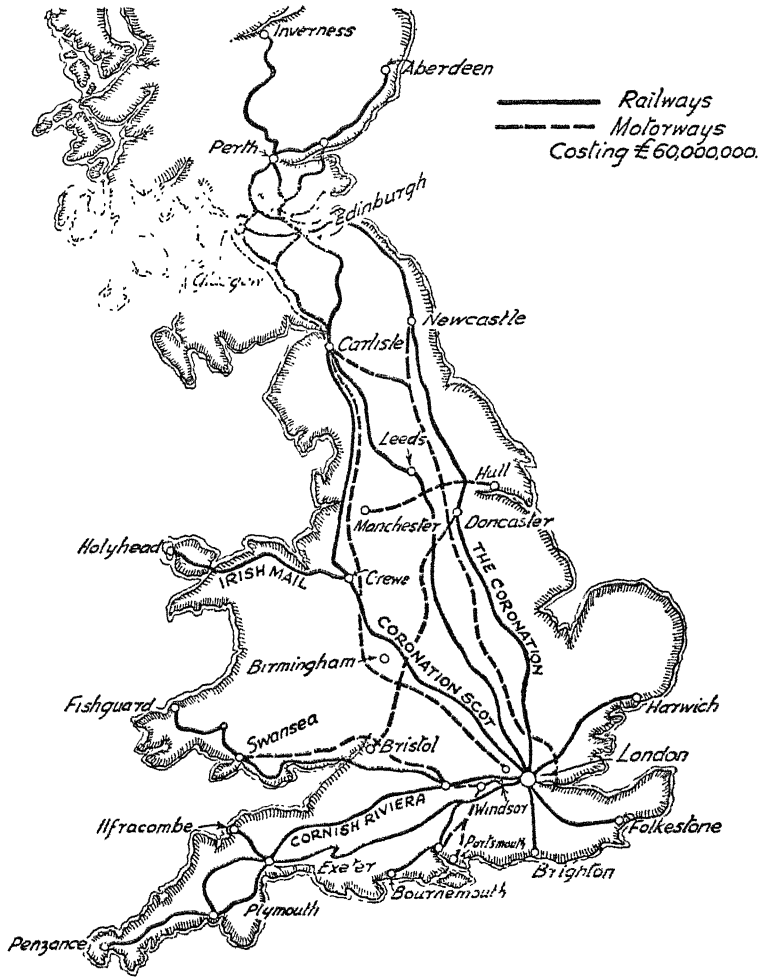 Inverness
Aberdeen
Railways
Motorways
Costing £60,000,000.
Perth
Edinburgh
Glasgow
Newcastle
Carlisle
Leeds
Hull
Manchester
Doncaster
Holyhead
IRISH MAIL
Crewe
THE CORONATION
CORONATION SCOT
Birmingham
Fishguard
Harwich
Swansea
Bristol
London
Windsor
Ilfracombe
CORNISH RIVIERA
Portsmouth
Folkestone
Exeter
Brighton
Bournemouth
Plymouth
Penzance